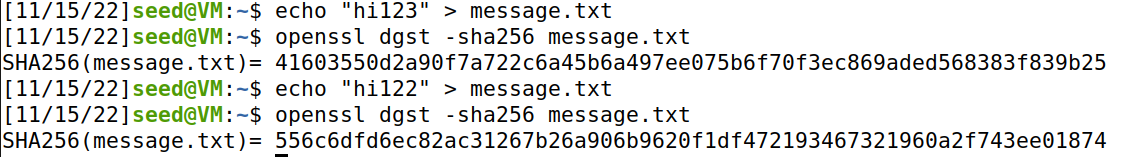 [11/15/22]seed@VM:~$ echo "hi123" > message.txt
[11/15/22]seed@VM:~$ openssl dgst -sha256 message.txt
SHA256(message.txt)= 41603550d2a90f7a722c6a45b6a497ee075b6f70f3ec869aded568383f839b25
[11/15/22]seed@VM:~$ echo "hi122" > message.txt
[11/15/22]seed@VM:~$ openssl dgst -sha256 message.txt
SHA256(message.txt)= 556c6dfd6ec82ac31267b26a906b9620f1df472193467321960a2f743ee01874